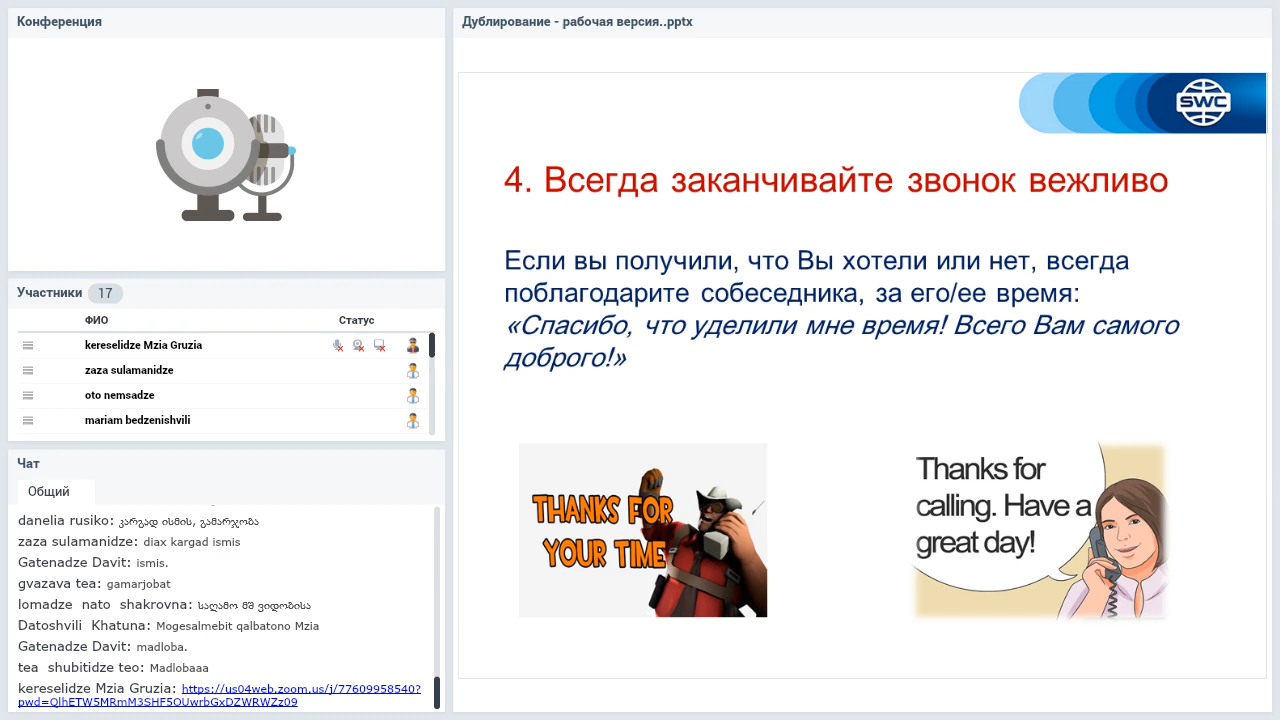 Конференция
Участники 17
ФИО Статус
kereselidze Mzia Gruzia
zaza sulamanidze
oto nemsadze
mariam bedzenishvili
Чат
Общий
danelia rusiko: კარგად ისმის, გამარჯობა
zaza sulamanidze: diax kargad ismis
Gatenadze Davit: ismis.
gvazava tea: gamarjobat
lomadze nato shakrovna: საღამო მშ ვიდობისა
Datoshvili Khatuna: Mogesalmebit qalbatono Mzia
Gatenadze Davit: madloba.
tea shubitidze teo: Madlobaaa
kereselidze Mzia Gruzia: https://us04web.zoom.us/j/77609958540?
pwd=QlhETW5MRmM3SHF5OUwrbGxDZWRWZz09
Дублирование - рабочая версия..pptx
SWC
4. Всегда заканчивайте звонок вежливо
Если вы получили, что Вы хотели или нет, всегда
поблагодарите собеседника, за его/ее время:
«Спасибо, что уделили мне время! Всего Вам самого
доброго!»
THANKS FOR
YOUR TIME
Thanks for
calling. Have a
great day!